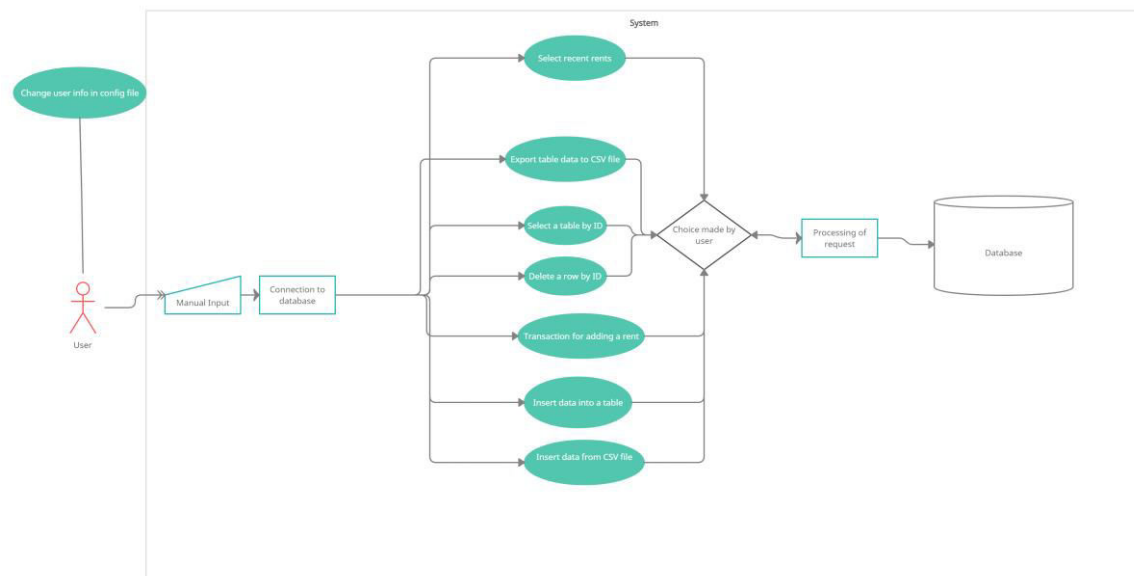 System
Select recent rents
Change user info in config file
Export table data to CSV file
Select a table by ID
Choice made by
user
Processing of
request
Database
Delete a row by ID
Connection to
database
Manual Input
Transaction for adding a rent
User
Insert data into a table
Insert data from CSV file